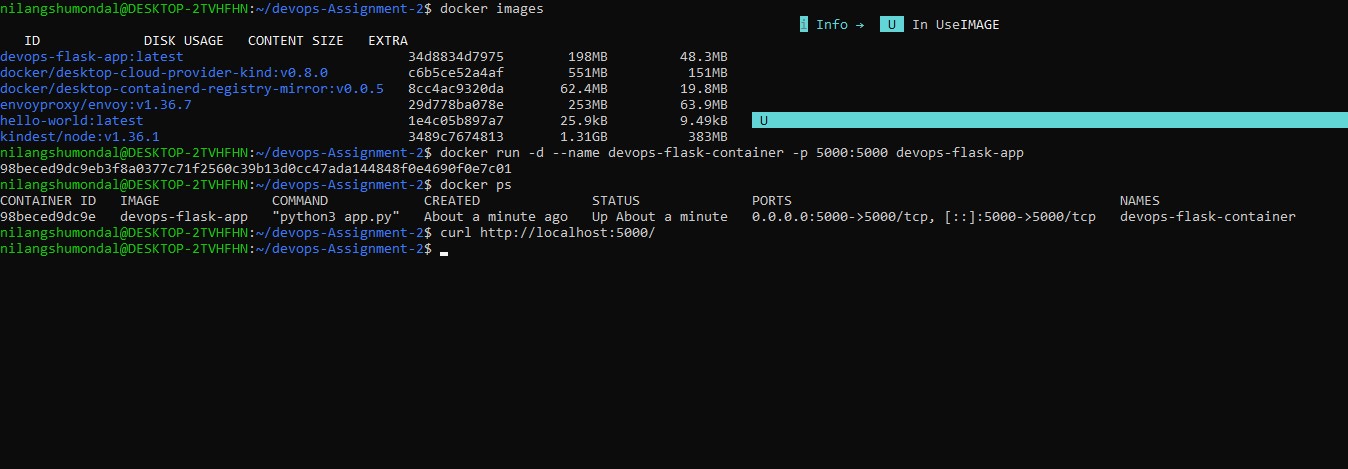 nilangshumondal@DESKTOP-2TVHFHN:~/devops-Assignment-2$ docker images
i Info → U In UseIMAGE
ID DISK USAGE CONTENT SIZE EXTRA
devops-flask-app:latest 34d8834d7975 198MB 48.3MB
docker/desktop-cloud-provider-kind:v0.8.0 c6b5ce52a4af 551MB 151MB
docker/desktop-containerd-registry-mirror:v0.0.5 8cc4ac9320da 62.4MB 19.8MB
envoyproxy/envoy:v1.36.7 29d778ba078e 253MB 63.9MB
hello-world:latest 1e4c05b897a7 25.9kB 9.49kB U
kindest/node:v1.36.1 3489c7674813 1.31GB 383MB
nilangshumondal@DESKTOP-2TVHFHN:~/devops-Assignment-2$ docker run -d --name devops-flask-container -p 5000:5000 devops-flask-app
98beced9dc9eb3f8a0377c71f2560c39b13d0cc47ada144848f0e4690f0e7c01
nilangshumondal@DESKTOP-2TVHFHN:~/devops-Assignment-2$ docker ps
CONTAINER ID IMAGE COMMAND CREATED STATUS PORTS NAMES
98beced9dc9e devops-flask-app "python3 app.py" About a minute ago Up About a minute 0.0.0.0:5000->5000/tcp, [::]:5000->5000/tcp devops-flask-container
nilangshumondal@DESKTOP-2TVHFHN:~/devops-Assignment-2$ curl http://localhost:5000/
nilangshumondal@DESKTOP-2TVHFHN:~/devops-Assignment-2$